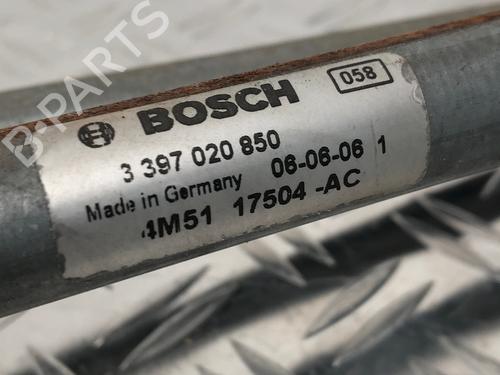 BOSCH
058
3 397 020 850
06-06-06 1
Made in Germany
4M51 17504-AC
B-PARTS